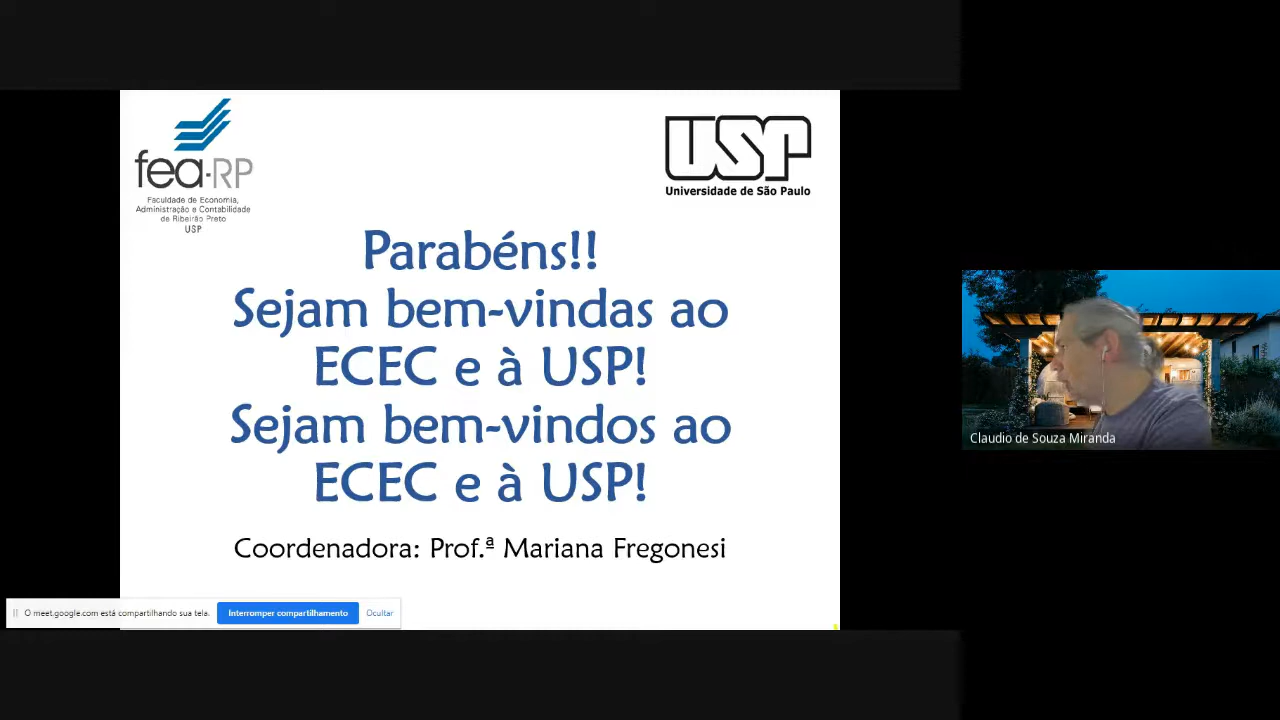 fea-RP
Faculdade de Economia,
Administração e Contabilidade
de Ribeirão Preto
USP
USP
Universidade de São Paulo
Parabéns!!
Sejam bem-vindas ao
ECEC e à USP!
Sejam bem-vindos ao
ECEC e à USP!
Coordenadora: Prof.ª Mariana Fregonesi
O meet.google.com está compartilhando sua tela.
Interromper compartilhamento
Ocultar
Claudio de Souza Miranda